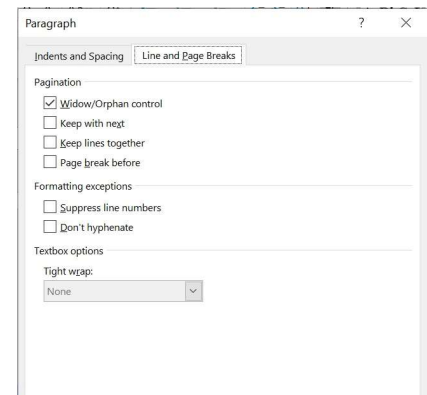 Paragraph ? ×
Indents and Spacing Line and Page Breaks
Pagination
Widow/Orphan control
Keep with next
Keep lines together
Page break before
Formatting exceptions
Suppress line numbers
Don't hyphenate
Textbox options
Tight wrap:
None